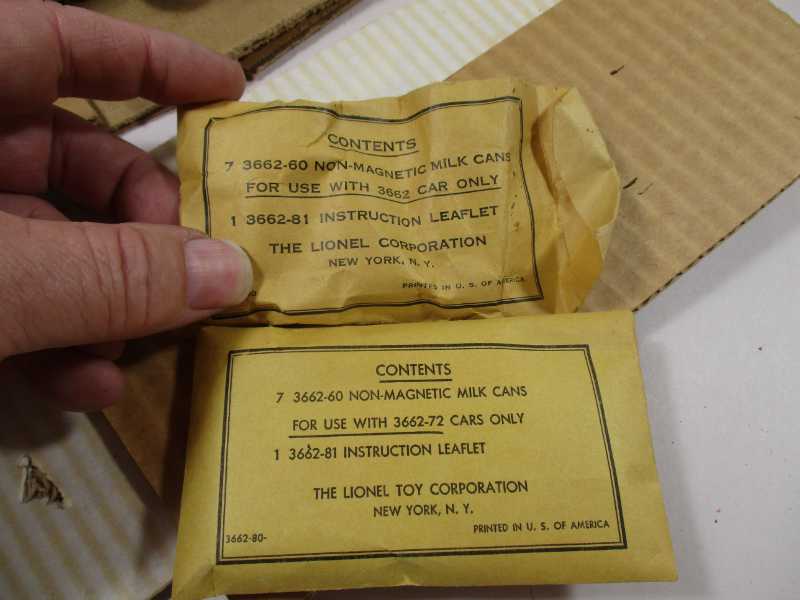 CONTENTS
7 3662-60 NON-MAGNETIC MILK CANS
FOR USE WITH 3662 CAR ONLY
1 3662-81 INSTRUCTION LEAFLET
THE LIONEL CORPORATION
NEW YORK, N. Y.
PRINTED IN U. S. OF AMERICA
CONTENTS
7 3662-60 NON-MAGNETIC MILK CANS
FOR USE WITH 3662-72 CARS ONLY
1 3662-81 INSTRUCTION LEAFLET
THE LIONEL TOY CORPORATION
NEW YORK, N. Y.
PRINTED IN U. S. OF AMERICA
3662-80-